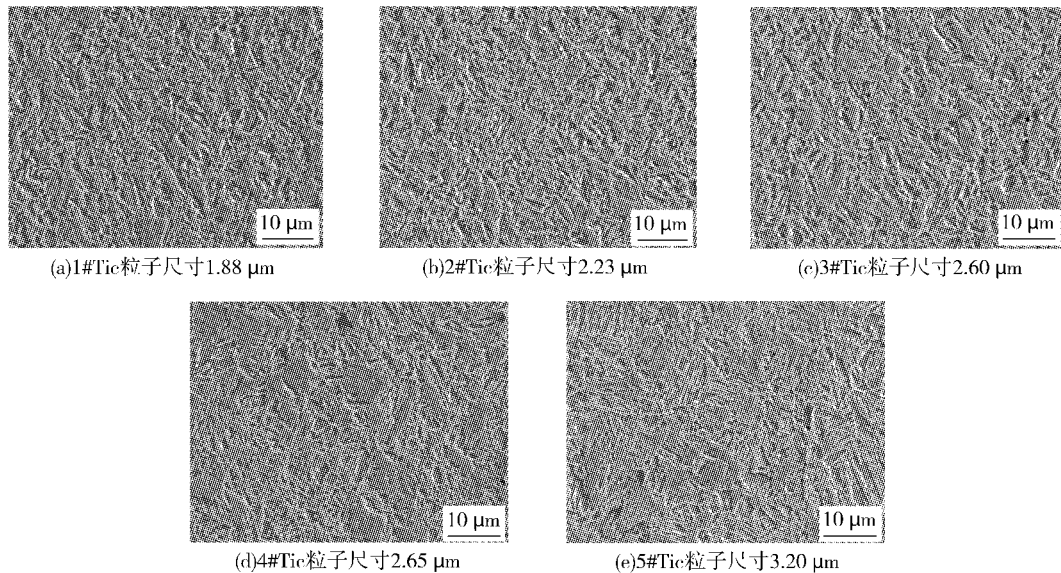 10 μm
10 μm
10 μm
(a)1#Tic粒子尺寸1.88 μm
(b)2#Tic粒子尺寸2.23 μm
(c)3#Tic粒子尺寸2.60 μm
10 μm
10 μm
(d)4#Tic粒子尺寸2.65 μm
(e)5#Tic粒子尺寸3.20 μm